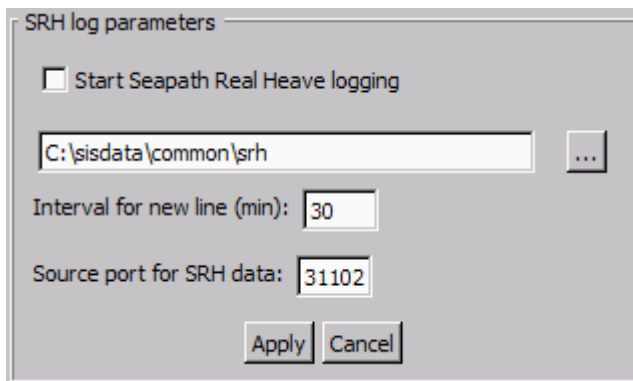 SRH log parameters
Start Seapath Real Heave logging
C:\sisdata\common\srh ...
Interval for new line (min): 30
Source port for SRH data: 31102
Apply Cancel